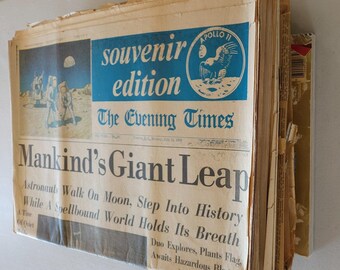 souvenir
edition
APOLLO 11
The Evening Times
Mankind's Giant Leap
Astronauts Walk On Moon, Step Into History
While A Spellbound World Holds Its Breath
Duo Explores, Plants Flag
Awaits Hazardous